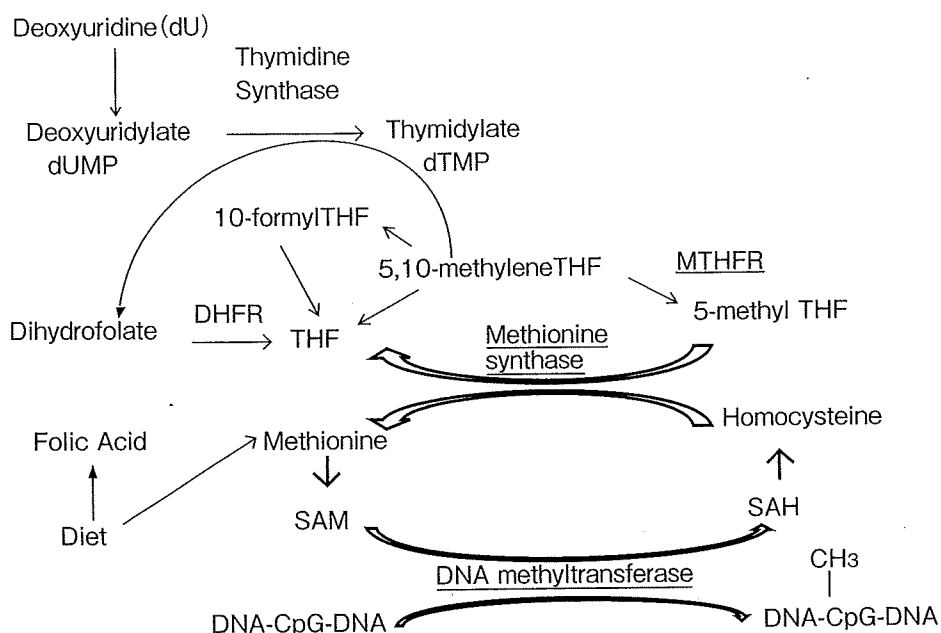 Deoxyuridine(dU)
Thymidine
Synthase
Deoxyuridylate
dUMP
Thymidylate
dTMP
10-formylTHF
5,10-methyleneTHF
MTHFR
5-methyl THF
Dihydrofolate
DHFR
THF
Methionine
synthase
Homocysteine
Folic Acid
Methionine
Diet
SAM
SAH
DNA methyltransferase
CH3
DNA-CpG-DNA
DNA-CpG-DNA